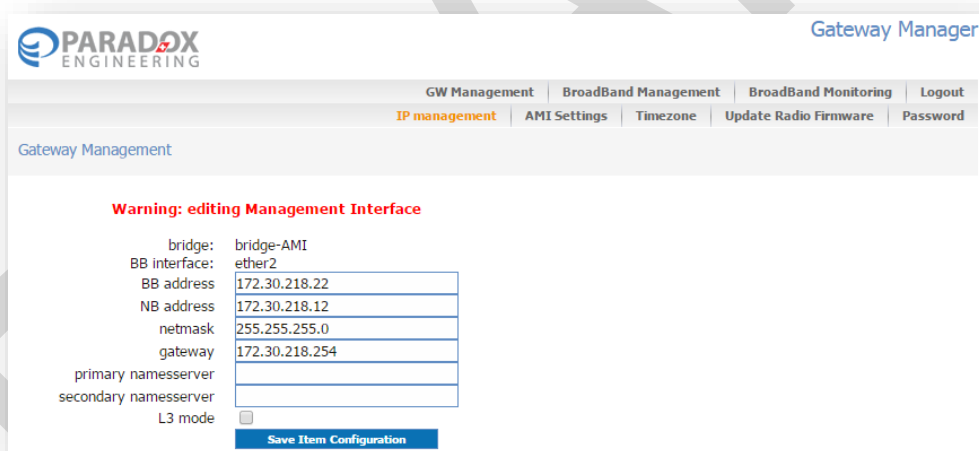 PARADOX
ENGINEERING
Gateway Manager
GW Management BroadBand Management BroadBand Monitoring Logout
IP management AMI Settings Timezone Update Radio Firmware Password
Gateway Management
Warning: editing Management Interface
bridge: bridge-AMI
BB interface: ether2
BB address 172.30.218.22
NB address 172.30.218.12
netmask 255.255.255.0
gateway 172.30.218.254
primary namesserver
secondary namesserver
L3 mode
Save Item Configuration